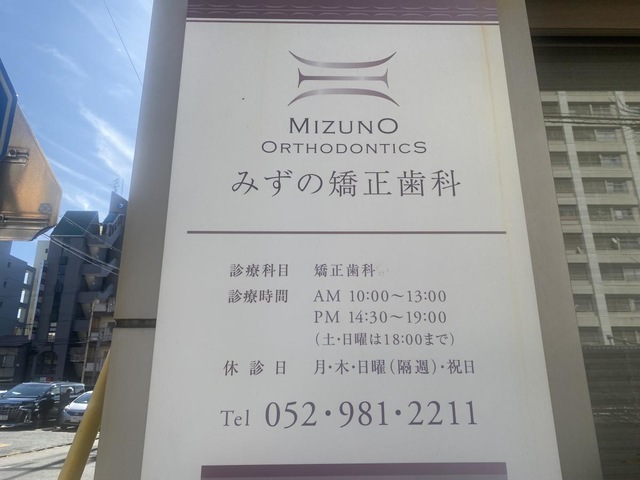 MIZUNO
ORTHODONTICS
みずの矯正歯科
診療科目 矯正歯科
診療時間 AM 10:00～13:00
PM 14:30～19:00
（土・日曜は18:00まで）
休診日 月・木・日曜（隔週）・祝日
Tel 052・981・2211